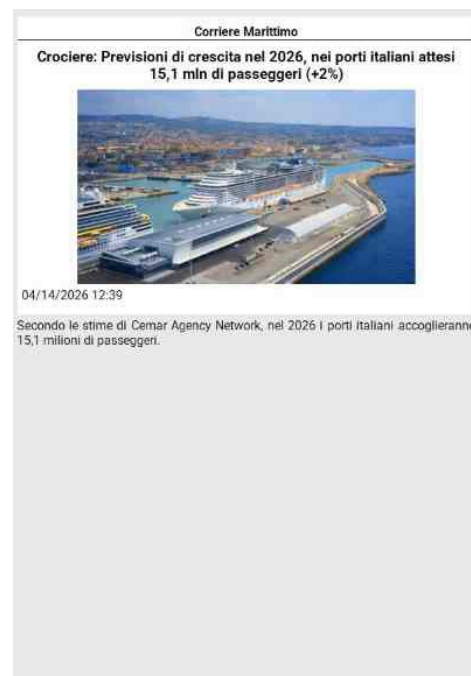 Corriere Marittimo
Crociere: Previsioni di crescita nel 2026, nei porti italiani attesi
15,1 mln di passeggeri (+2%)
04/14/2026 12:39
Secondo le stime di Cemar Agency Network, nel 2026 i porti italiani accoglieranno
15,1 milioni di passeggeri.